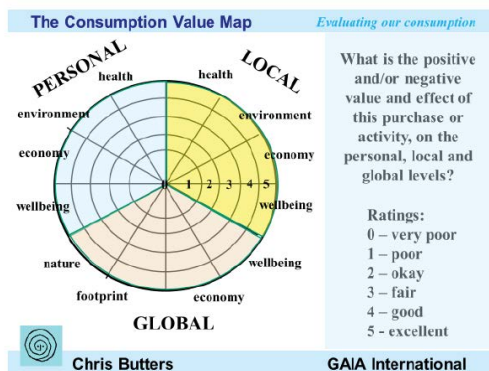 The Consumption Value Map
Evaluating our consumption
PERSONAL
LOCAL
GLOBAL
health
environment
economy
wellbeing
health
environment
economy
wellbeing
nature
footprint
economy
wellbeing
0 1 2 3 4 5
What is the positive
and/or negative
value and effect of
this purchase or
activity, on the
personal, local and
global levels?
Ratings:
0 – very poor
1 – poor
2 – okay
3 – fair
4 – good
5 - excellent
Chris Butters
GAIA International